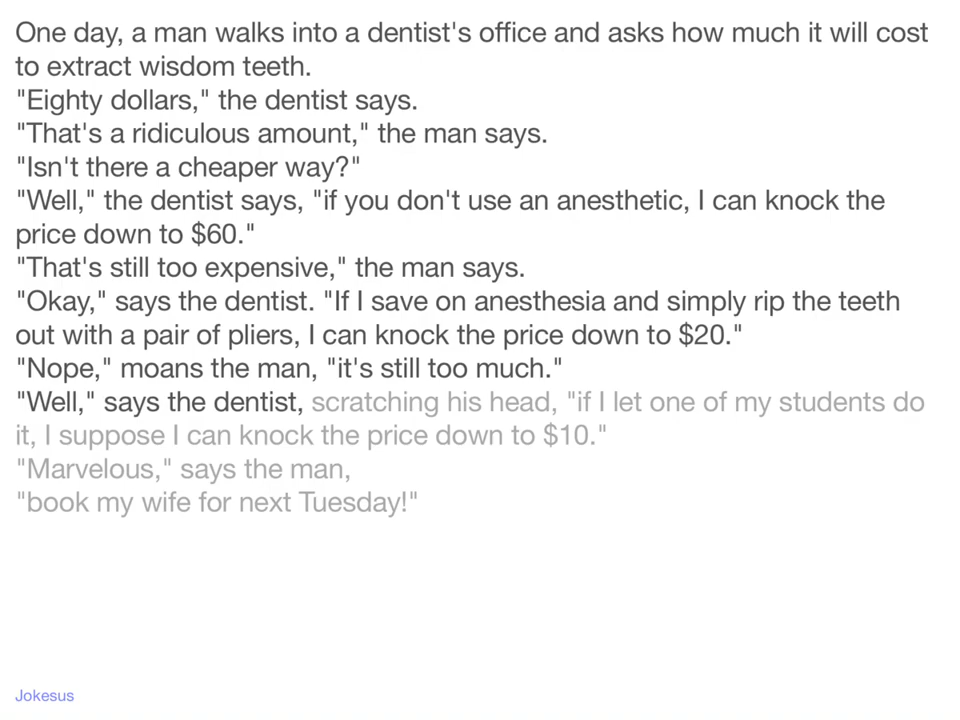 One day, a man walks into a dentist's office and asks how much it will cost
to extract wisdom teeth.
"Eighty dollars," the dentist says.
"That's a ridiculous amount," the man says.
"Isn't there a cheaper way?"
"Well," the dentist says, "if you don't use an anesthetic, I can knock the
price down to $60."
"That's still too expensive," the man says.
"Okay," says the dentist. "If I save on anesthesia and simply rip the teeth
out with a pair of pliers, I can knock the price down to $20."
"Nope," moans the man, "it's still too much."
"Well," says the dentist, scratching his head, "if I let one of my students do
it, I suppose I can knock the price down to $10."
"Marvelous," says the man,
"book my wife for next Tuesday!"
Jokesus